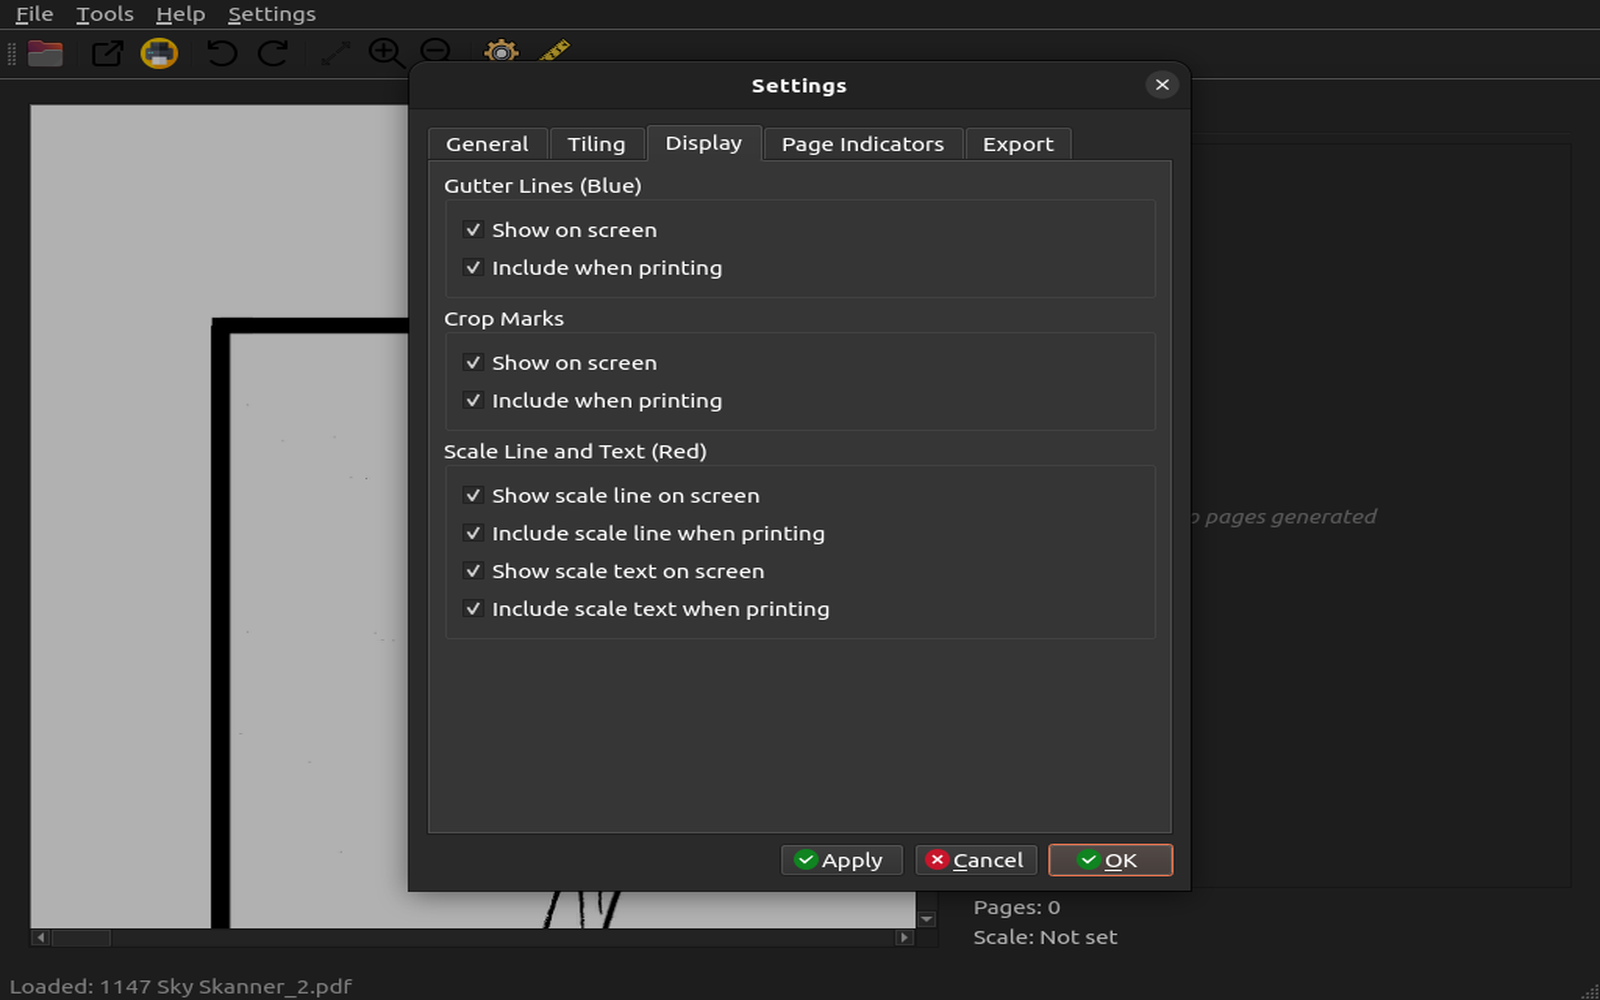 File Tools Help Settings
Settings
General Tiling Display Page Indicators Export
Gutter Lines (Blue)
Show on screen
Include when printing
Crop Marks
Show on screen
Include when printing
Scale Line and Text (Red)
Show scale line on screen
Include scale line when printing
Show scale text on screen
Include scale text when printing
pages generated
Apply Cancel OK
Pages: 0
Scale: Not set
Loaded: 1147 Sky Skanner_2.pdf